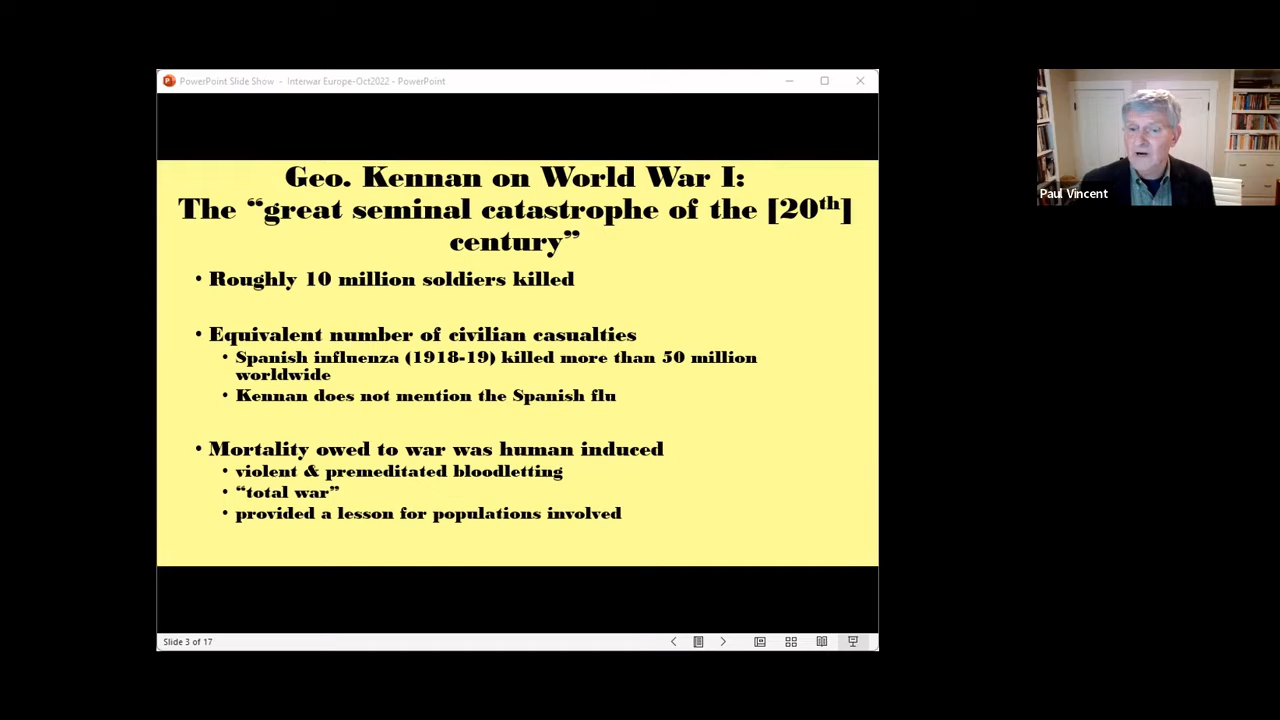 PowerPoint Slide Show - Interwar Europe-Oct2022 - PowerPoint
Geo. Kennan on World War I:
The “great seminal catastrophe of the [20th]
century”
• Roughly 10 million soldiers killed
• Equivalent number of civilian casualties
• Spanish influenza (1918-19) killed more than 50 million
worldwide
• Kennan does not mention the Spanish flu
• Mortality owed to war was human induced
• violent & premeditated bloodletting
• “total war”
• provided a lesson for populations involved
Slide 3 of 17
Paul Vincent